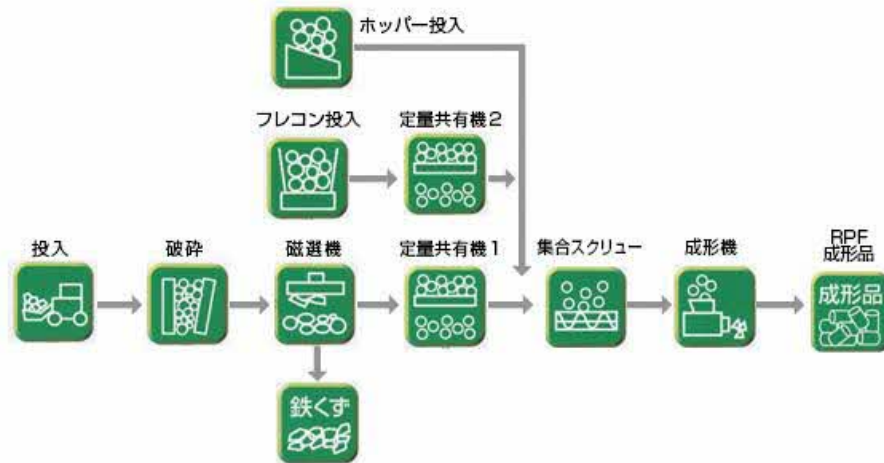 ホッパー投入
フレコン投入
定量共有機2
投入
破砕
磁選機
定量共有機1
集合スクリュー
成形機
RPF
成形品
成形品
鉄くず